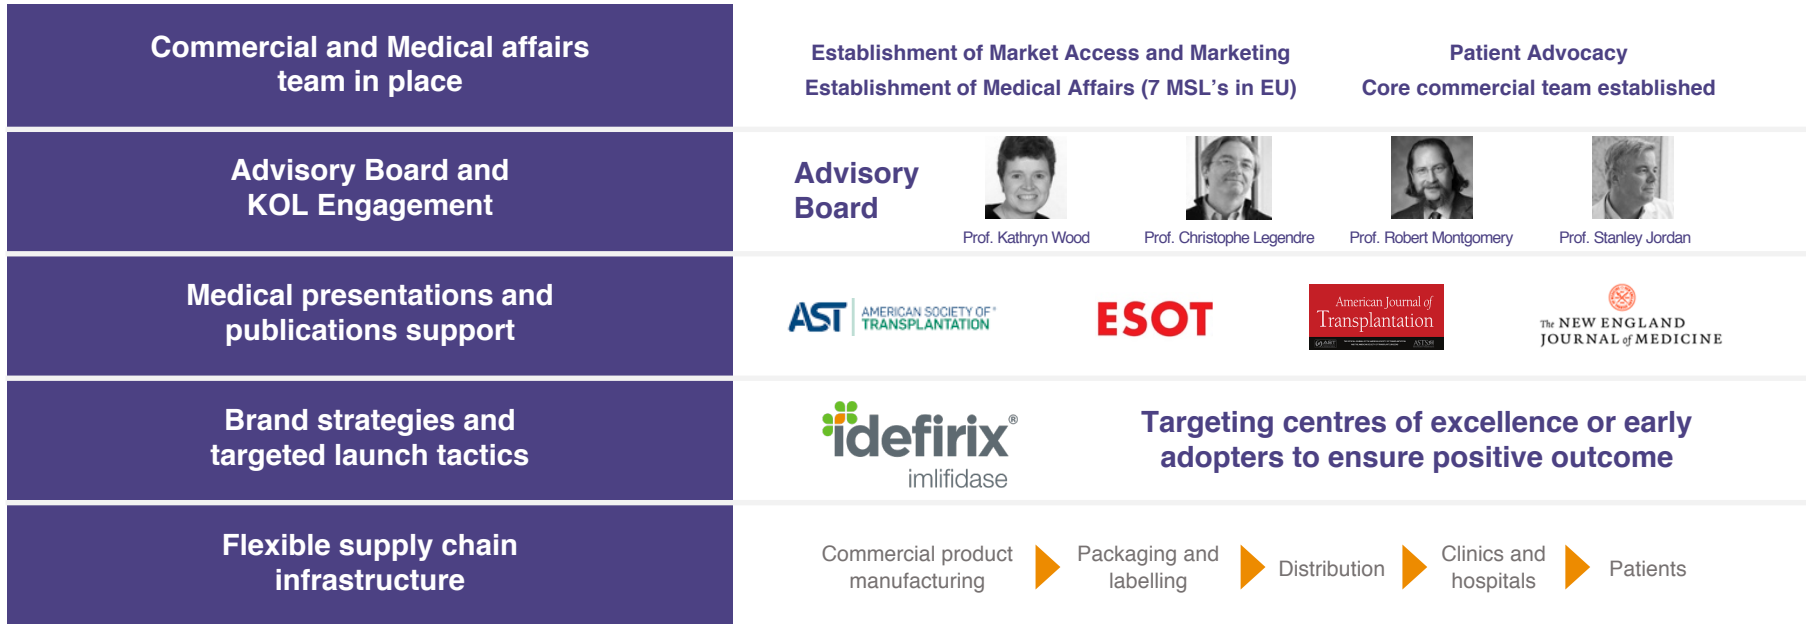 Commercial and Medical affairs
team in place
Establishment of Market Access and Marketing
Establishment of Medical Affairs (7 MSL's in EU)
Patient Advocacy
Core commercial team established
Advisory Board and
KOL Engagement
Advisory
Board
Prof. Kathryn Wood
Prof. Christophe Legendre
Prof. Robert Montgomery
Prof. Stanley Jordan
Medical presentations and
publications support
AST
AMERICAN SOCIETY OF
TRANSPLANTATION
ESOT
American Journal of
Transplantation
AST
ASTS
The NEW ENGLAND
JOURNAL of MEDICINE
Brand strategies and
targeted launch tactics
idefirix®
imlifidase
Targeting centres of excellence or early
adopters to ensure positive outcome
Flexible supply chain
infrastructure
Commercial product
manufacturing
Packaging and
labelling
Distribution
Clinics and
hospitals
Patients